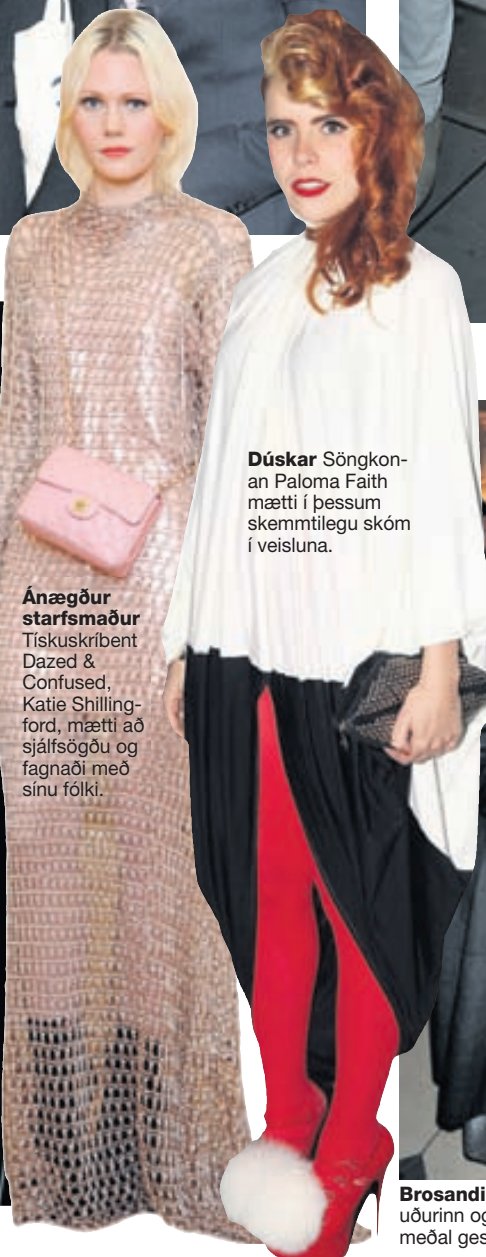 Dúskar Söngkon-
an Paloma Faith
mætti í þessum
skemmtilegu skóm
í veisluna.
Ánægður
starfsmaður
Tískuskríbent
Dazed &
Confused,
Katie Shilling-
ford, mætti að
sjálfsögðu og
fagnaði með
sínu fólki.
Brosandi
uðurinn og
meðal ges